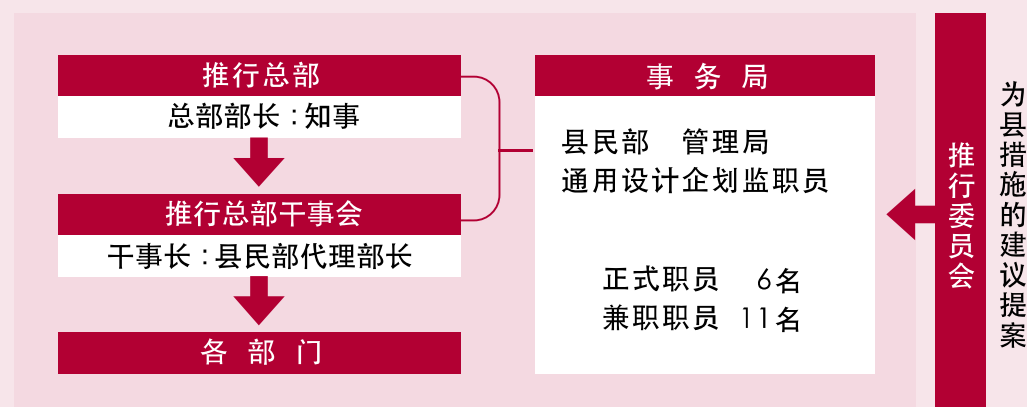 推行总部
总部部长：知事
推行总部干事会
干事长：县民部代理部长
各部门
事务局
县民部　管理局
通用设计企划监职员
正式职员　6名
兼职职员　11名
推行委员会
为县措施的建议提案